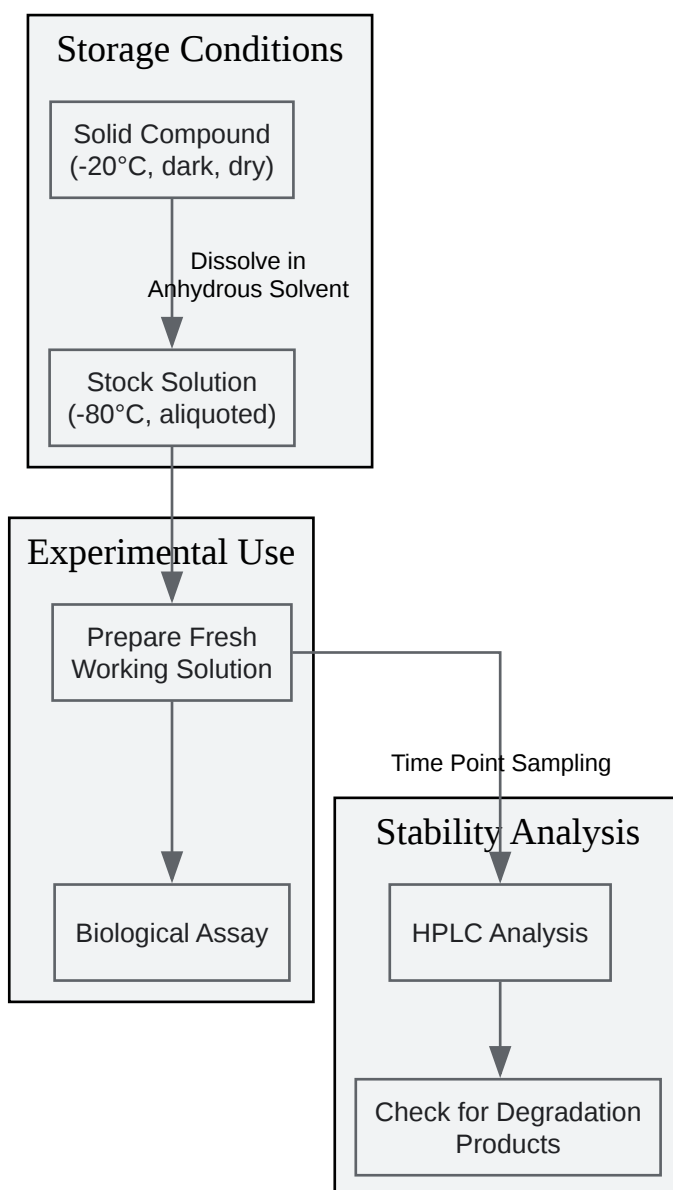 Storage Conditions
Solid Compound
(-20°C, dark, dry)
Dissolve in
Anhydrous Solvent
Stock Solution
(-80°C, aliquoted)
Experimental Use
Prepare Fresh
Working Solution
Time Point Sampling
Stability Analysis
Biological Assay
HPLC Analysis
Check for Degradation
Products